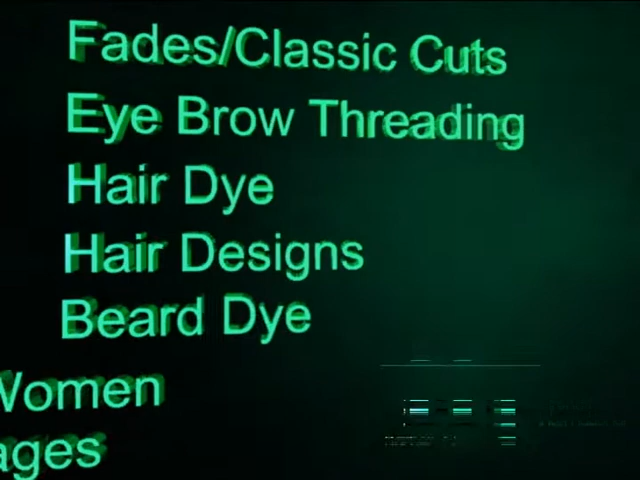 Fades/Classic Cuts
Eye Brow Threading
Hair Dye
Hair Designs
Beard Dye
Women
ages